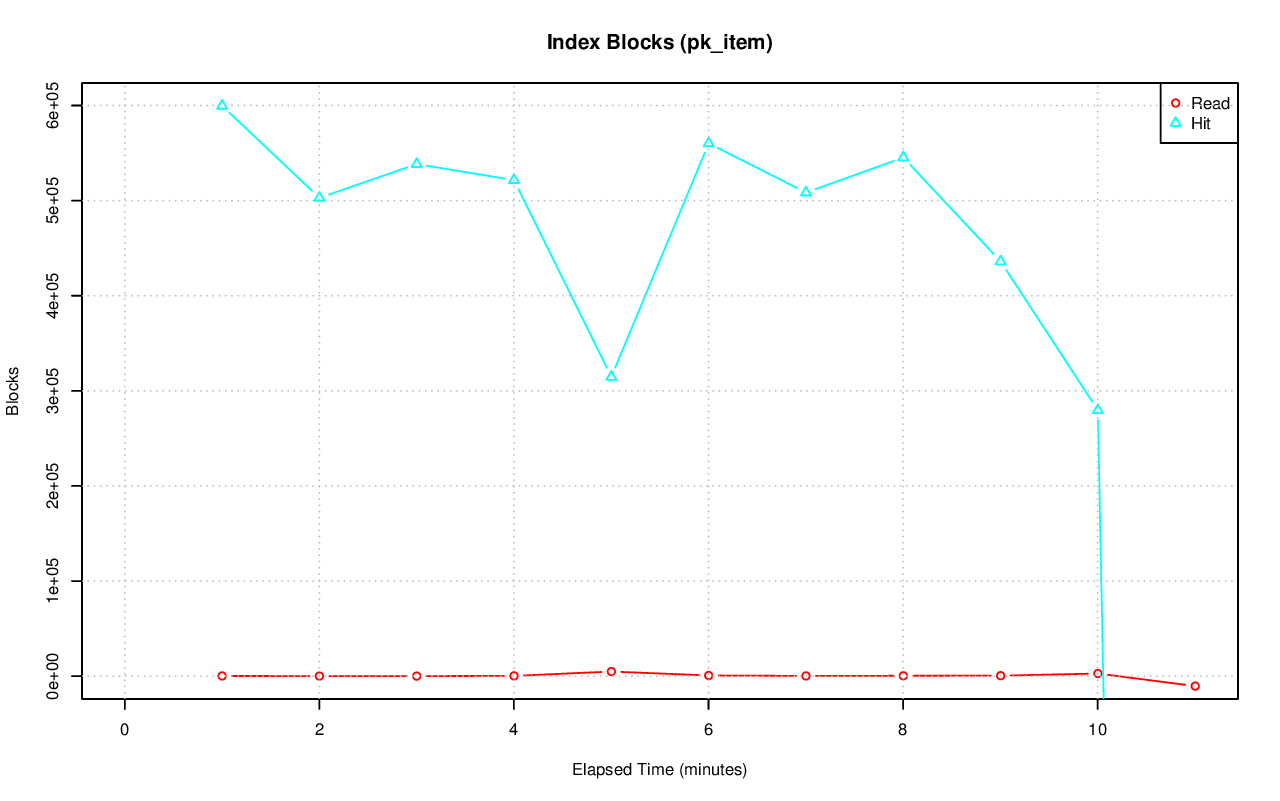 Index Blocks (pk_item)
Read
Hit
Blocks
6e+05
5e+05
4e+05
3e+05
2e+05
1e+05
0e+00
0 2 4 6 8 10
Elapsed Time (minutes)